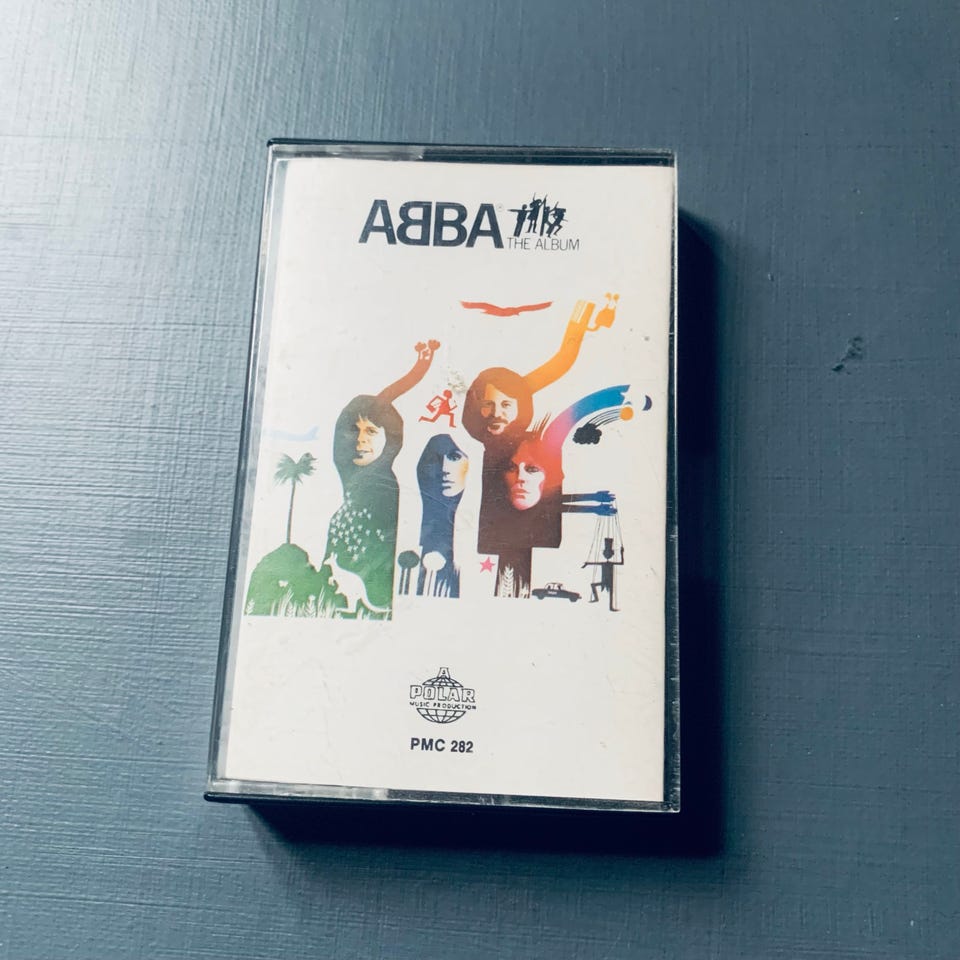 ABBA
THE ALBUM
A
POLAR
MUSIC PRODUCTION
PMC 282